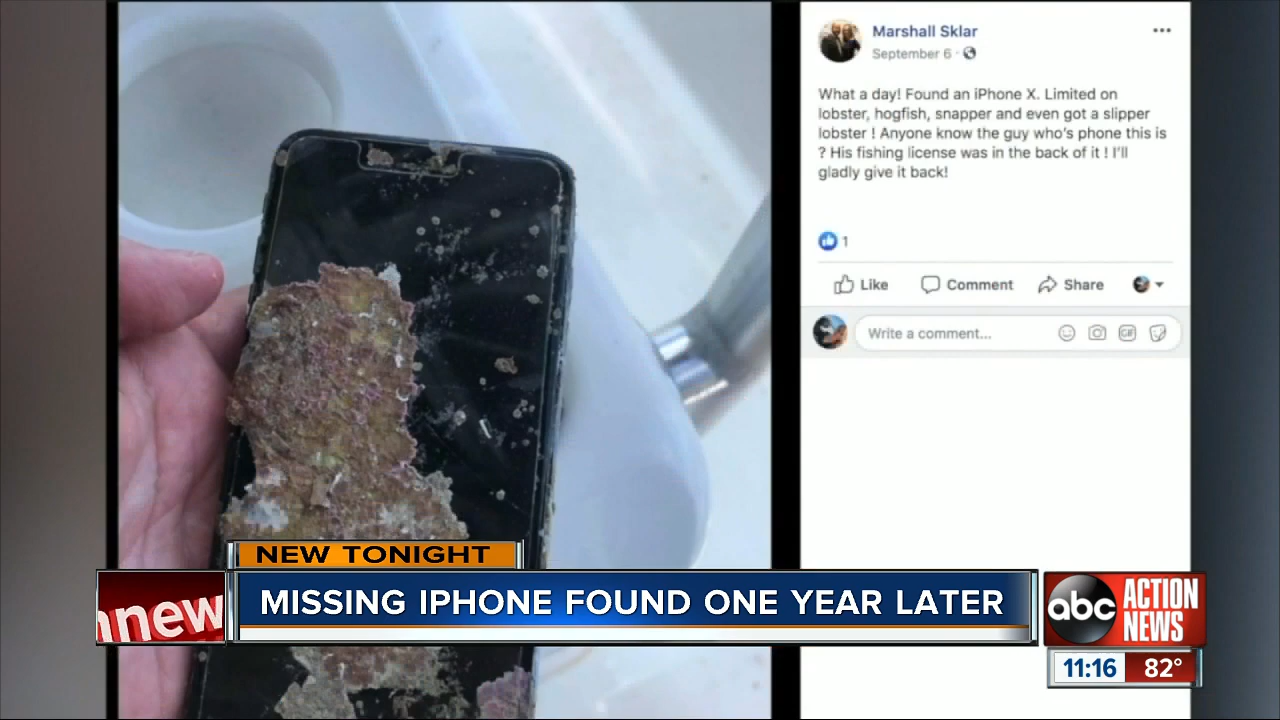 Marshall Sklar
September 6 ·
What a day! Found an iPhone X. Limited on
lobster, hogfish, snapper and even got a slipper
lobster ! Anyone know the guy who's phone this is
? His fishing license was in the back of it ! I'll
gladly give it back!
1
Like Comment Share
Write a comment...
GIF
NEW TONIGHT
new
MISSING IPHONE FOUND ONE YEAR LATER
abc ACTION
NEWS
11:16 82°